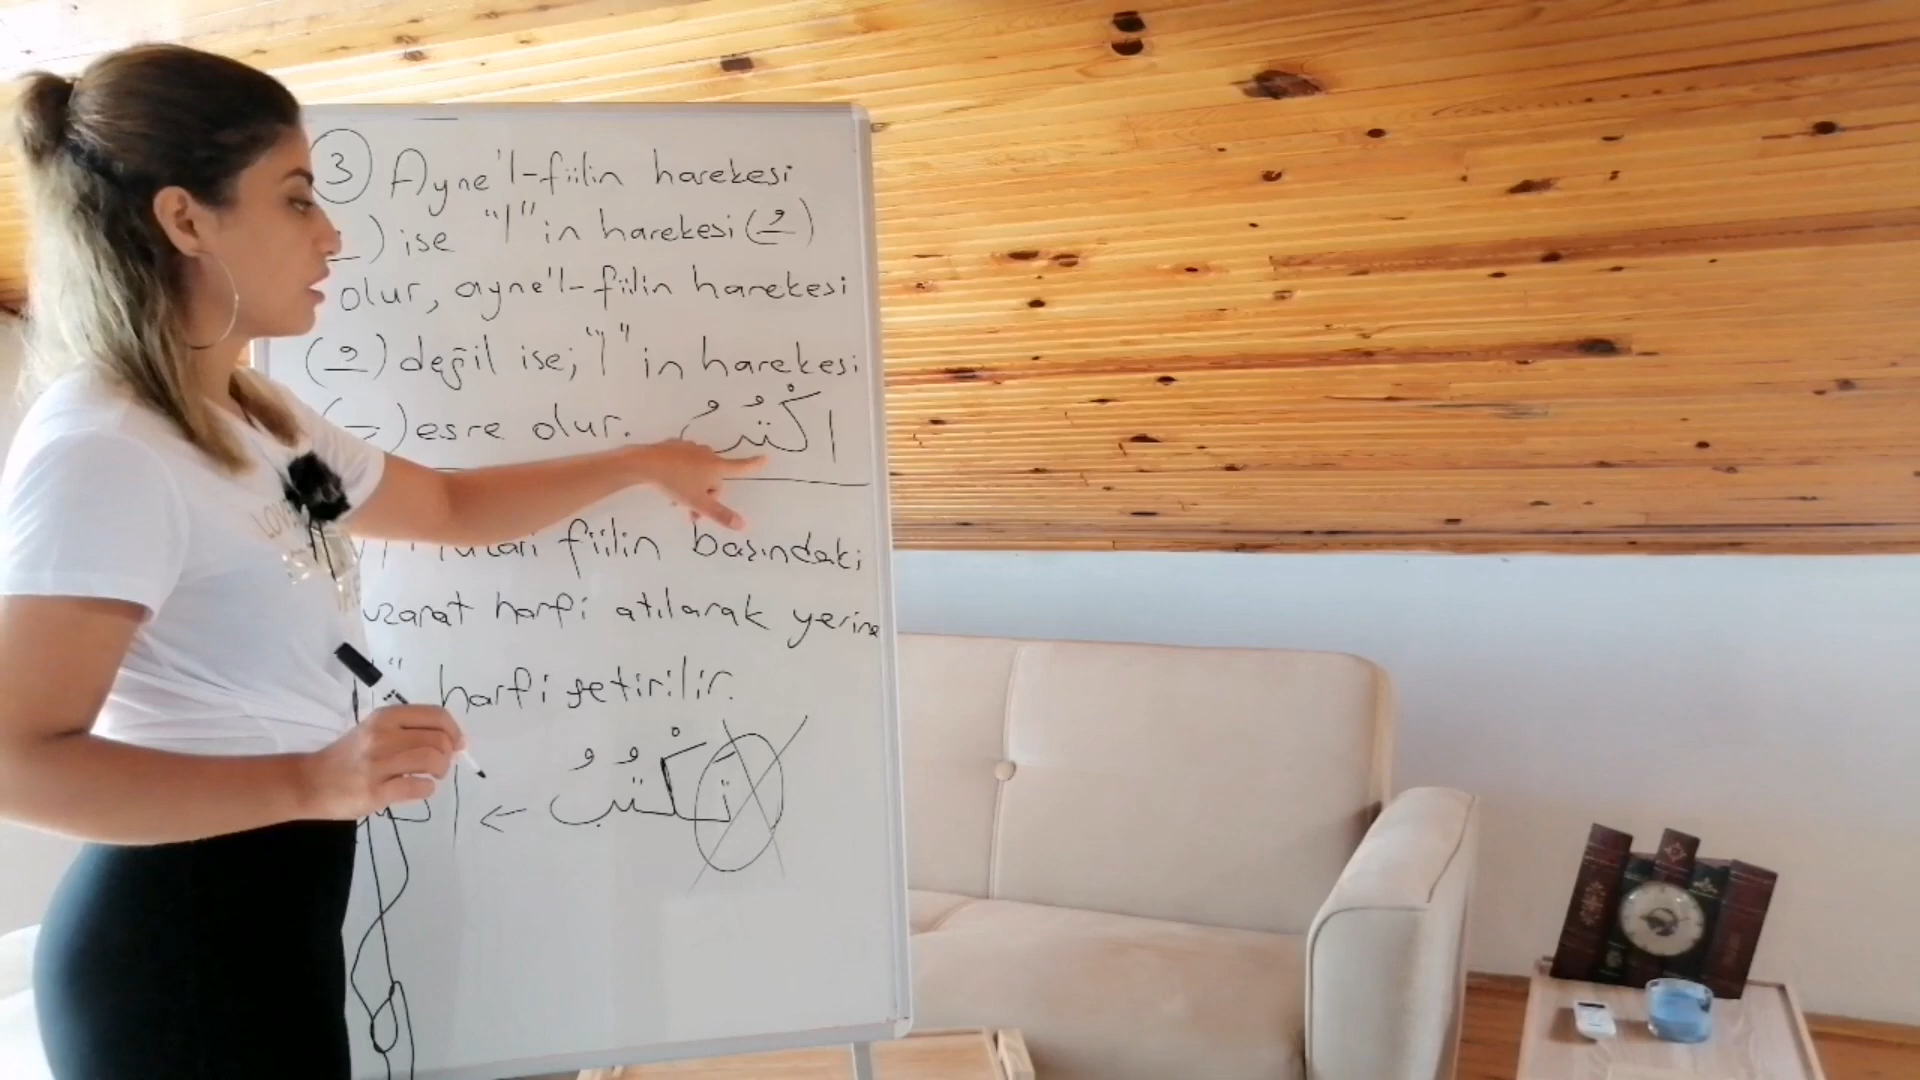 3 Ayne'l-fiilin harekesi
) ise "ا" in harekesi (ُ)
olur, ayne'l-fiilin harekesi
(ُ) değil ise; "ا" in harekesi
(ِ) esre olur. اكْتُبُ
fiilin başındaki
harfi atılarak yerine
harfi getirilir.
تَكْتُبُ ← ا